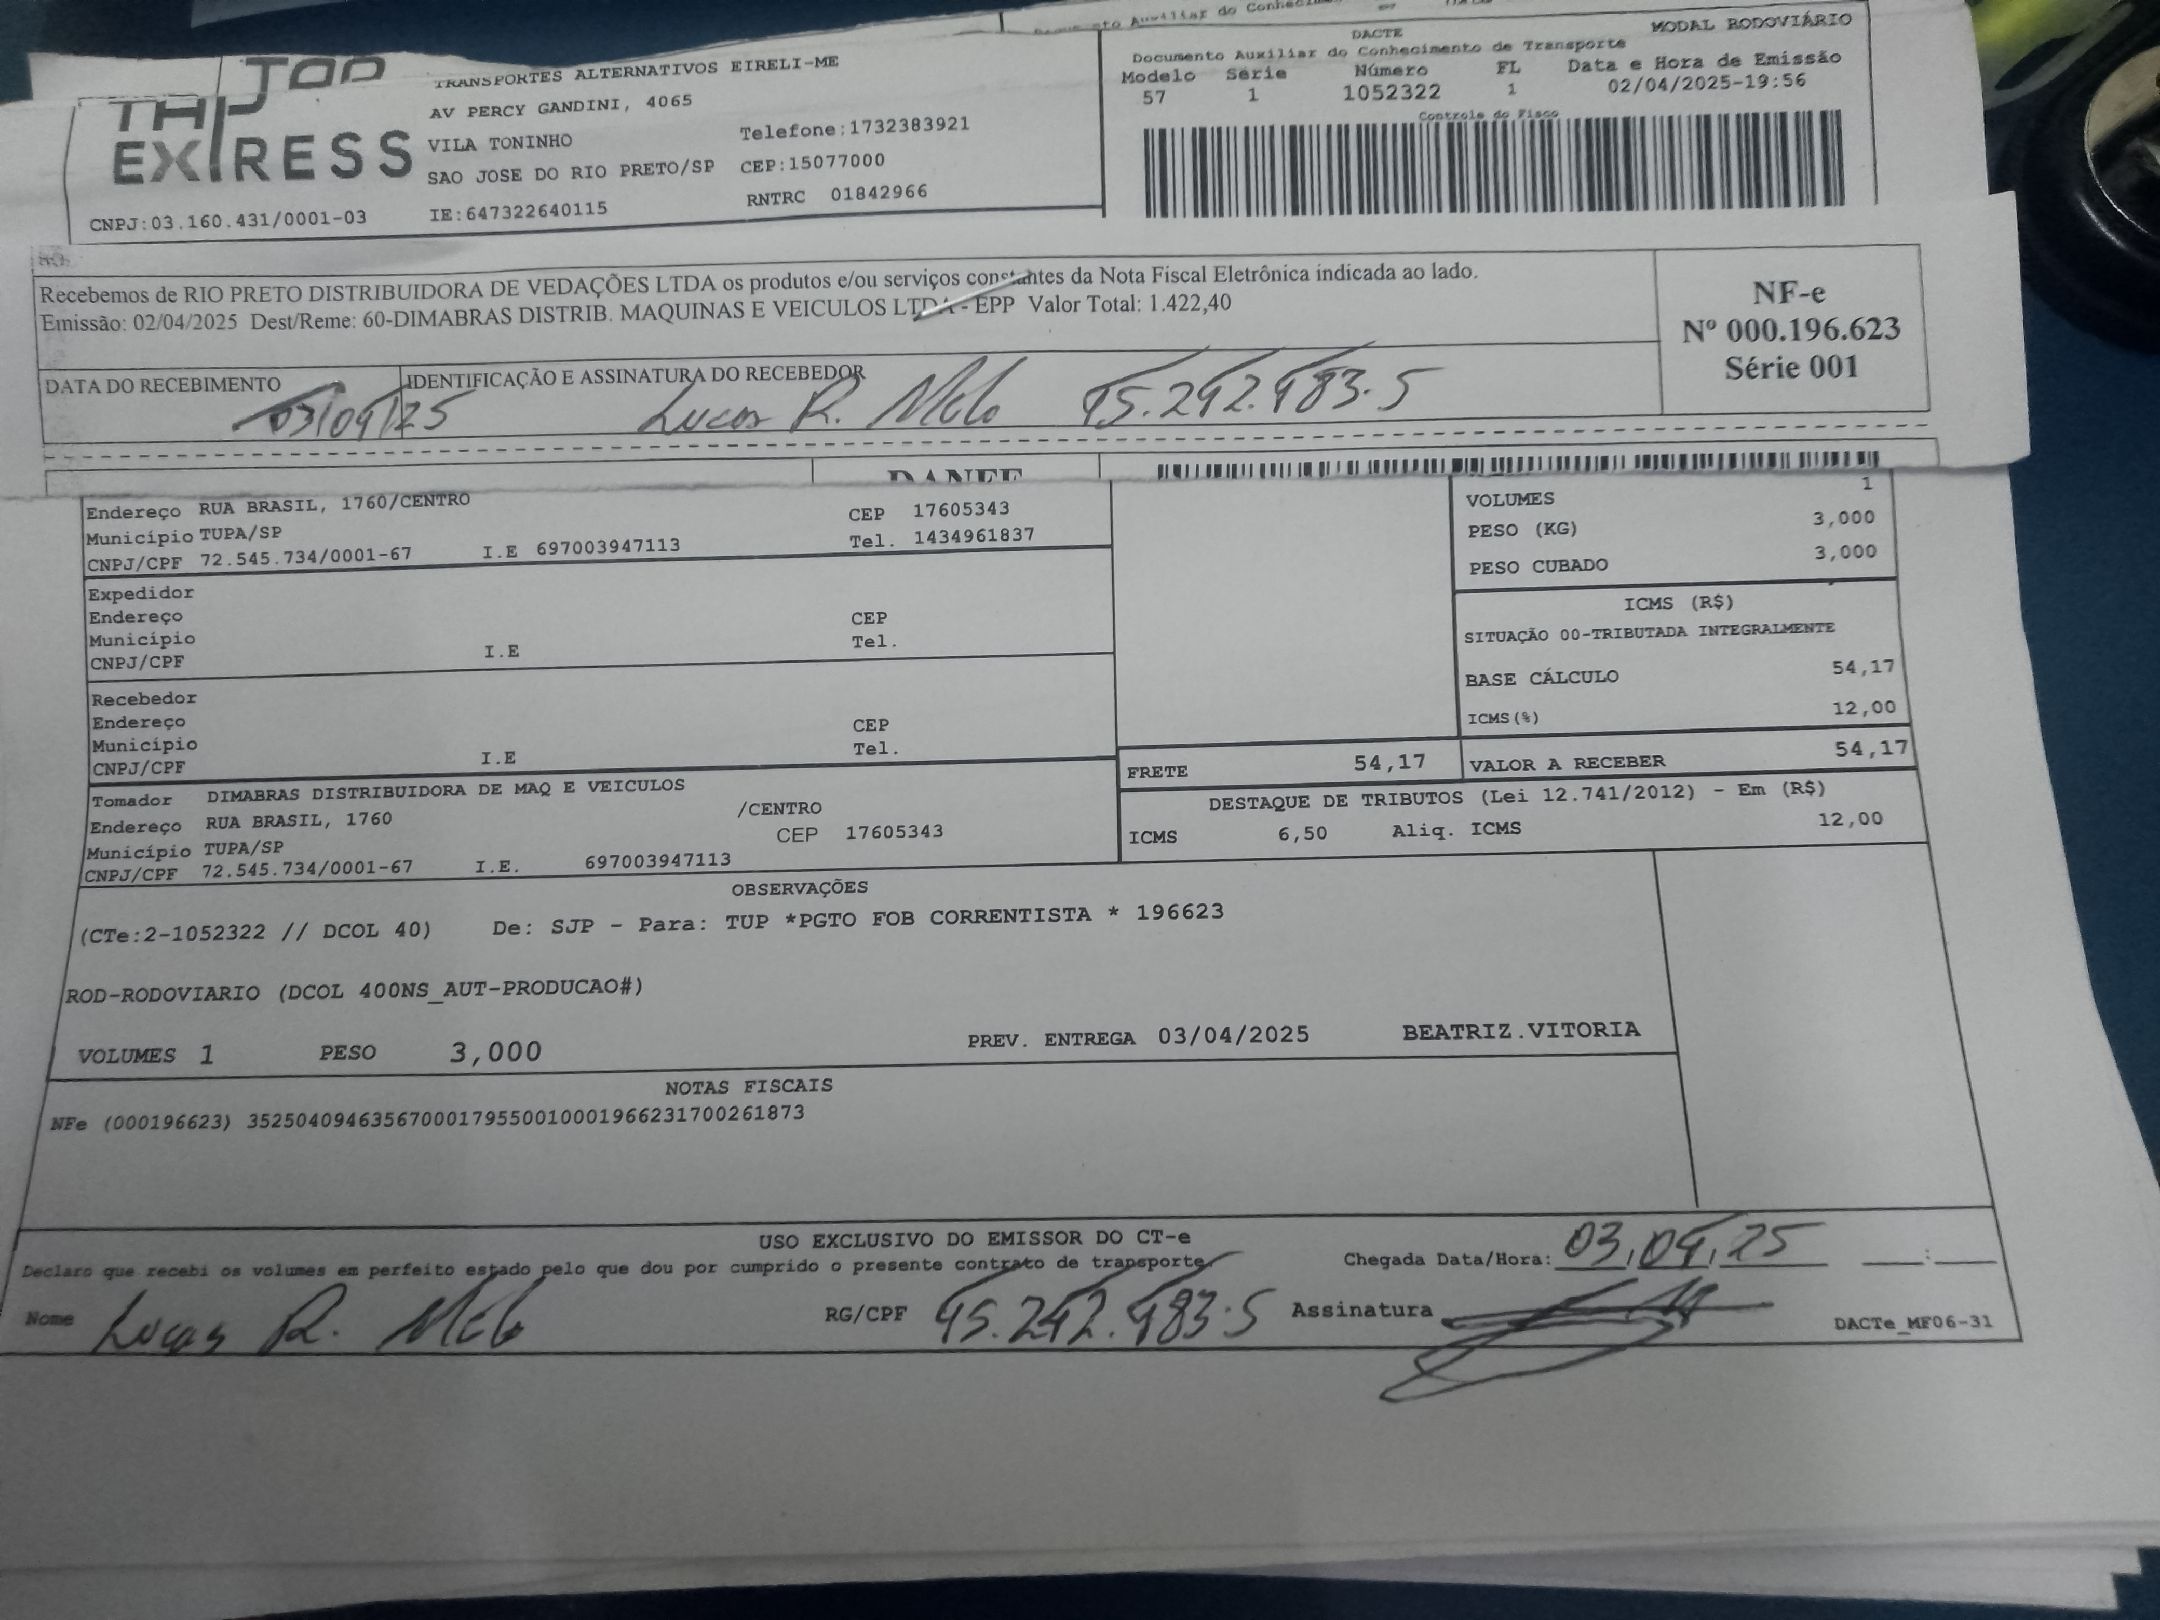 Documento Auxiliar do Conhecimento de Transporte
DACTE
MODAL RODOVIÁRIO
TRANSPORTES ALTERNATIVOS EIRELI-ME
AV PERCY GANDINI, 4065
VILA TONINHO
Telefone:1732383921
SAO JOSE DO RIO PRETO/SP CEP:15077000
CNPJ:03.160.431/0001-03 IE:647322640115 RNTRC 01842966
EXPRESS
Modelo Série Número FL Data e Hora de Emissão
57 1 1052322 1 02/04/2025-19:56
Controle do Fisco
Recebemos de RIO PRETO DISTRIBUIDORA DE VEDAÇÕES LTDA os produtos e/ou serviços constantes da Nota Fiscal Eletrônica indicada ao lado.
Emissão: 02/04/2025 Dest/Reme: 60-DIMABRAS DISTRIB. MAQUINAS E VEICULOS LTDA - EPP Valor Total: 1.422,40
NF-e
Nº 000.196.623
Série 001
DATA DO RECEBIMENTO
03/04/25
IDENTIFICAÇÃO E ASSINATURA DO RECEBEDOR
Lucas R. Melo 45.242.483-5
DANFE
Endereço RUA BRASIL, 1760/CENTRO CEP 17605343
Município TUPA/SP Tel. 1434961837
CNPJ/CPF 72.545.734/0001-67 I.E 697003947113
VOLUMES 1
PESO (KG) 3,000
PESO CUBADO 3,000
Expedidor
Endereço CEP
Município Tel.
CNPJ/CPF I.E
ICMS (R$)
SITUAÇÃO 00-TRIBUTADA INTEGRALMENTE
BASE CÁLCULO 54,17
ICMS(%) 12,00
Recebedor
Endereço CEP
Município Tel.
CNPJ/CPF I.E
FRETE 54,17 VALOR A RECEBER 54,17
Tomador DIMABRAS DISTRIBUIDORA DE MAQ E VEICULOS
Endereço RUA BRASIL, 1760 /CENTRO
Município TUPA/SP CEP 17605343
CNPJ/CPF 72.545.734/0001-67 I.E. 697003947113
DESTAQUE DE TRIBUTOS (Lei 12.741/2012) - Em (R$)
ICMS 6,50 Aliq. ICMS 12,00
OBSERVAÇÕES
(CTe:2-1052322 // DCOL 40) De: SJP - Para: TUP *PGTO FOB CORRENTISTA * 196623
ROD-RODOVIARIO (DCOL 400NS_AUT-PRODUCAO#)
VOLUMES 1 PESO 3,000 PREV. ENTREGA 03/04/2025 BEATRIZ.VITORIA
NOTAS FISCAIS
NFe (000196623) 35250409463567000179550010001966231700261873
USO EXCLUSIVO DO EMISSOR DO CT-e
Declaro que recebi os volumes em perfeito estado pelo que dou por cumprido o presente contrato de transporte.
Chegada Data/Hora: 03,04,25 __:__
Nome Lucas R. Melo RG/CPF 45.242.483-5 Assinatura
DACTe_MF06-31